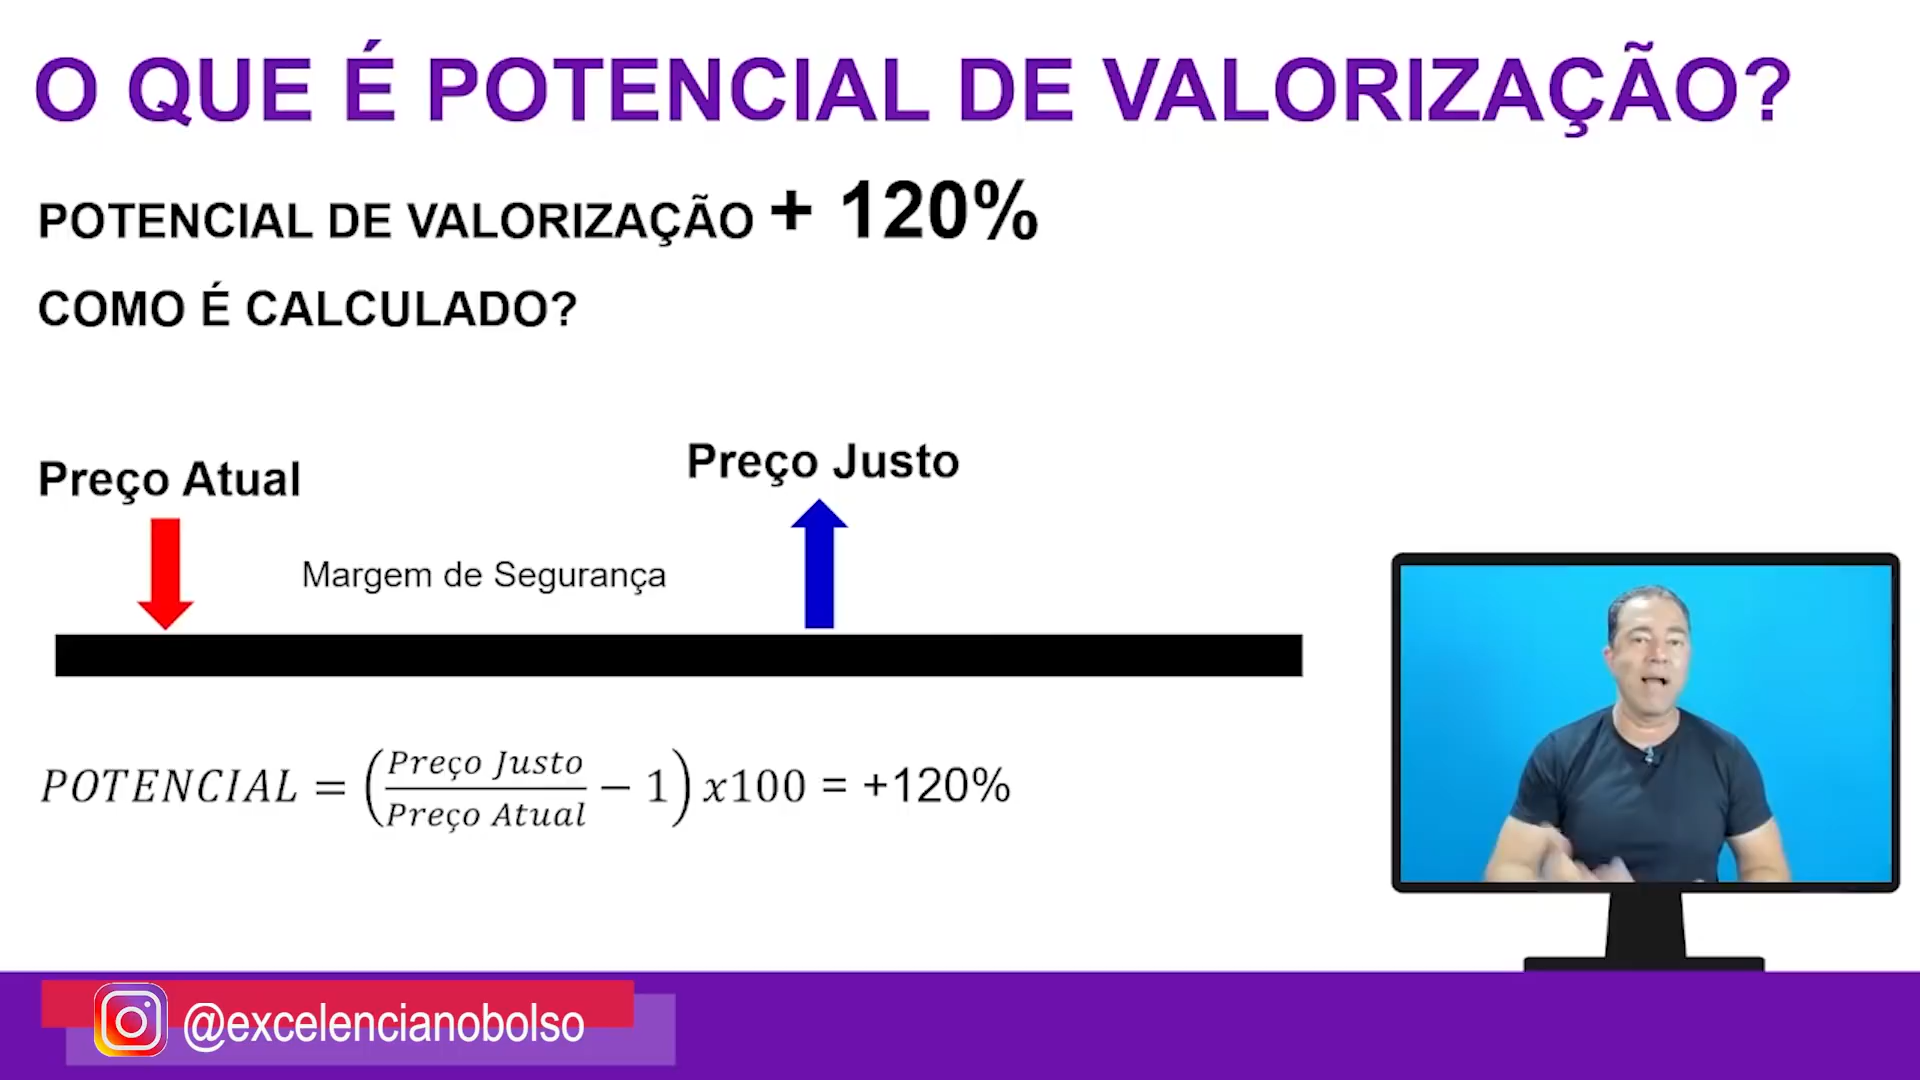 O QUE É POTENCIAL DE VALORIZAÇÃO?
POTENCIAL DE VALORIZAÇÃO + 120%
COMO É CALCULADO?
Preço Atual
Preço Justo
Margem de Segurança
POTENCIAL = (Preço Justo / Preço Atual − 1) x100 = +120%
@excelencianobolso